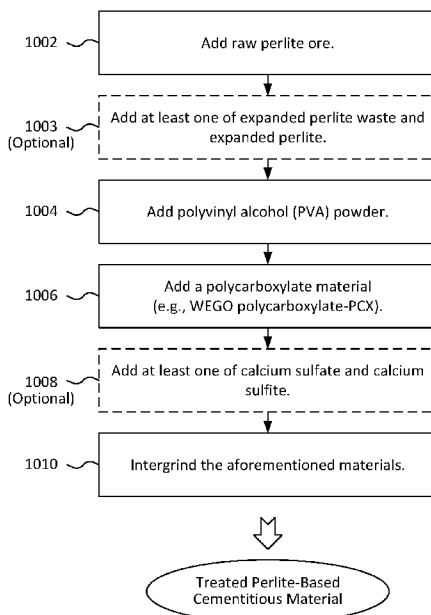 1002
Add raw perlite ore.
1003
(Optional)
Add at least one of expanded perlite waste and
expanded perlite.
1004
Add polyvinyl alcohol (PVA) powder.
1006
Add a polycarboxylate material
(e.g., WEGO polycarboxylate-PCX).
1008
(Optional)
Add at least one of calcium sulfate and calcium
sulfite.
1010
Intergrind the aforementioned materials.
Treated Perlite-Based
Cementitious Material